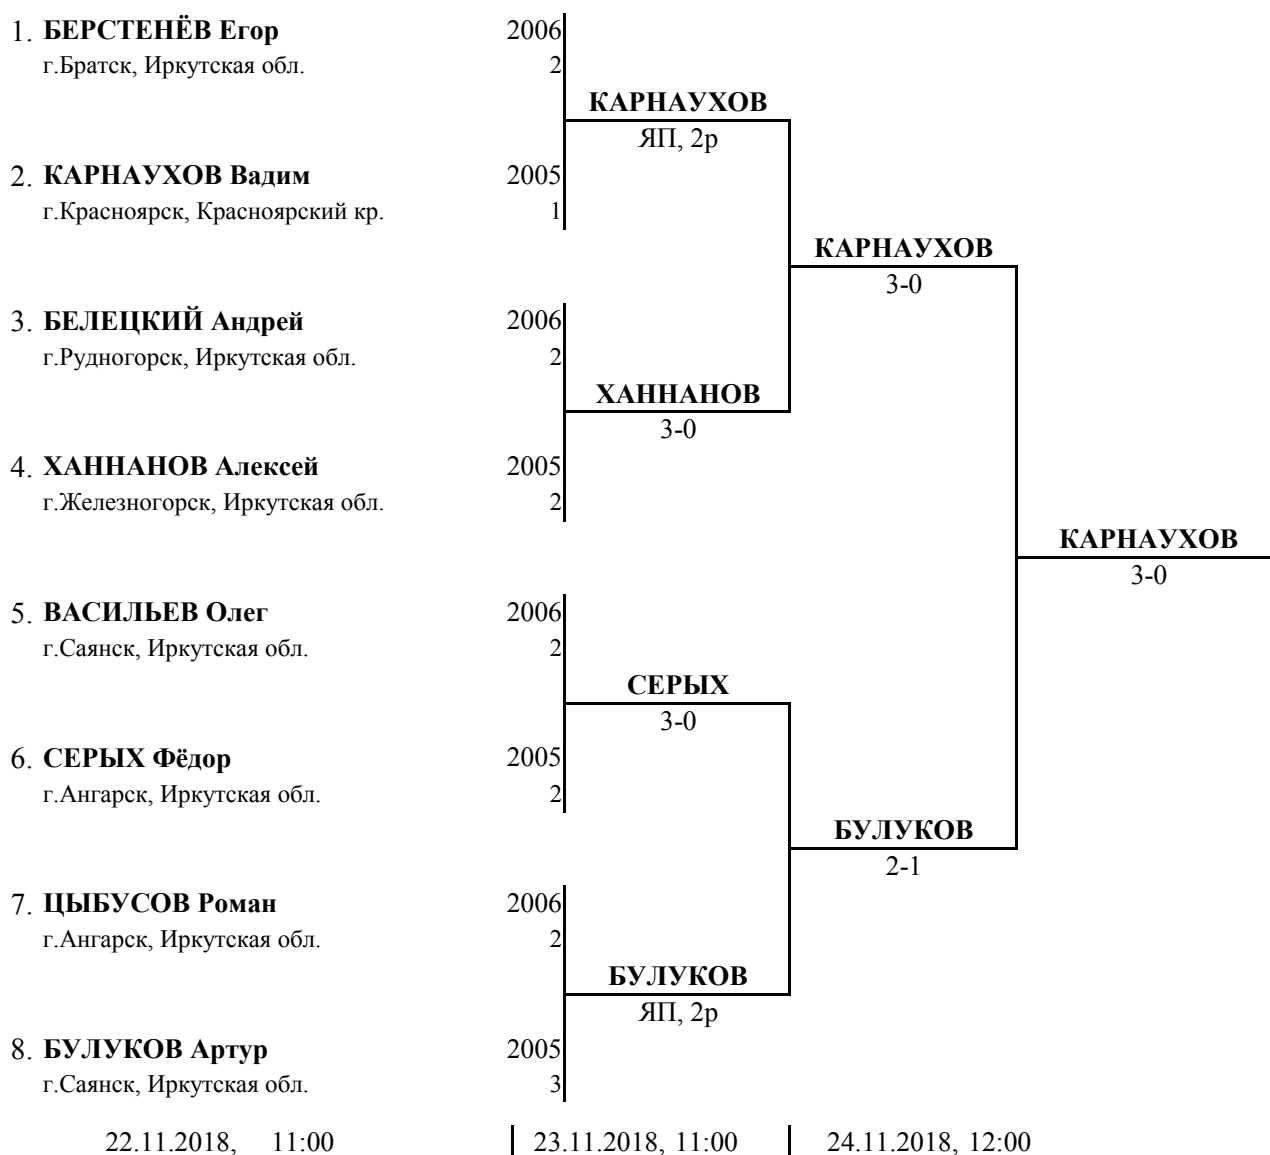 1. БЕРСТЕНЁВ Егор 2006
г.Братск, Иркутская обл. 2
КАРНАУХОВ
ЯП, 2р
2. КАРНАУХОВ Вадим 2005
г.Красноярск, Красноярский кр. 1
КАРНАУХОВ
3-0
3. БЕЛЕЦКИЙ Андрей 2006
г.Рудногорск, Иркутская обл. 2
ХАННАНОВ
3-0
4. ХАННАНОВ Алексей 2005
г.Железногорск, Иркутская обл. 2
КАРНАУХОВ
3-0
5. ВАСИЛЬЕВ Олег 2006
г.Саянск, Иркутская обл. 2
СЕРЫХ
3-0
6. СЕРЫХ Фёдор 2005
г.Ангарск, Иркутская обл. 2
БУЛУКОВ
2-1
7. ЦЫБУСОВ Роман 2006
г.Ангарск, Иркутская обл. 2
БУЛУКОВ
ЯП, 2р
8. БУЛУКОВ Артур 2005
г.Саянск, Иркутская обл. 3
22.11.2018, 11:00 23.11.2018, 11:00 24.11.2018, 12:00